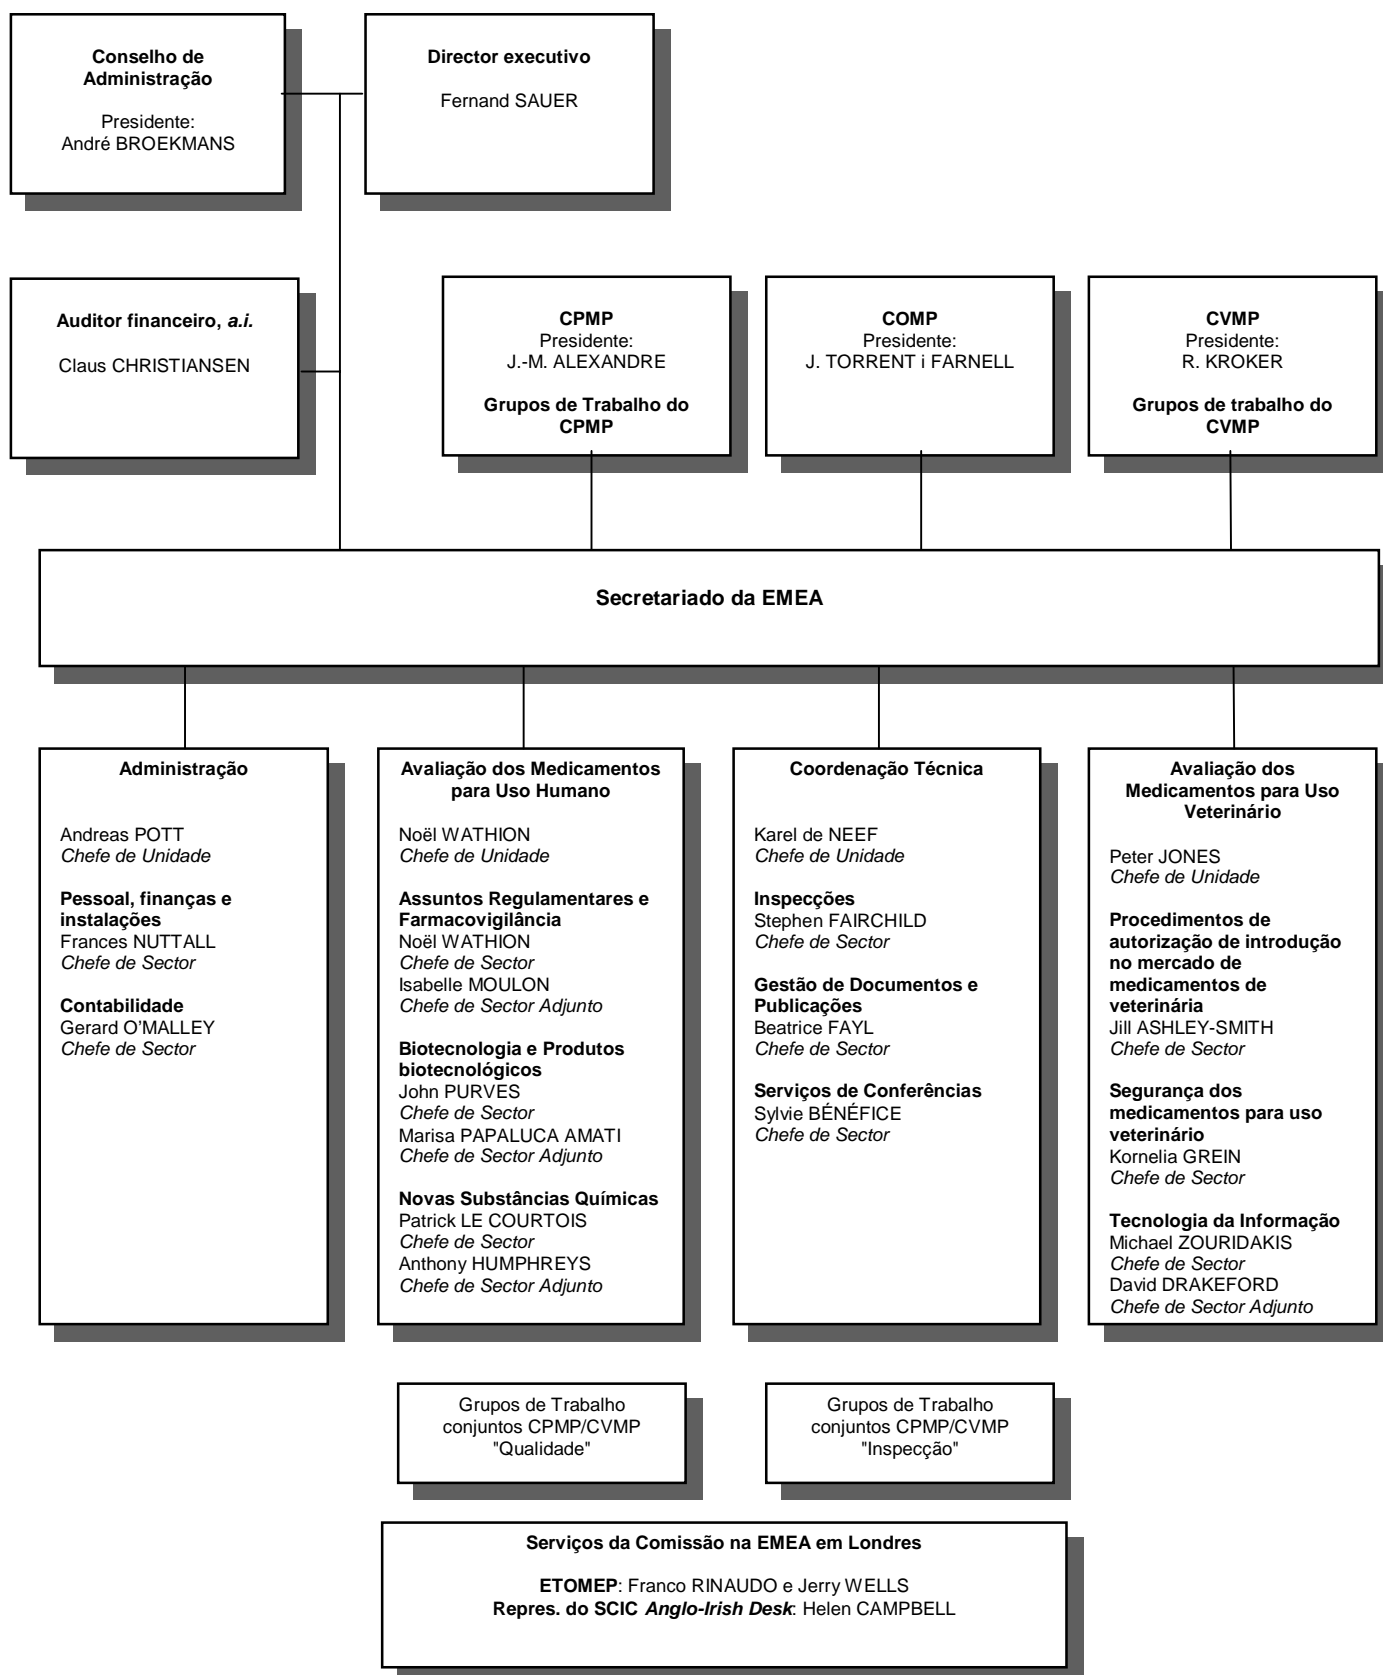 Conselho de
Administração
Presidente:
André BROEKMANS
Director executivo
Fernand SAUER
Auditor financeiro, a.i.
Claus CHRISTIANSEN
CPMP
Presidente:
J.-M. ALEXANDRE
Grupos de Trabalho do
CPMP
COMP
Presidente:
J. TORRENT i FARNELL
CVMP
Presidente:
R. KROKER
Grupos de trabalho do
CVMP
Secretariado da EMEA
Administração
Andreas POTT
Chefe de Unidade
Pessoal, finanças e
instalações
Frances NUTTALL
Chefe de Sector
Contabilidade
Gerard O’MALLEY
Chefe de Sector
Avaliação dos Medicamentos
para Uso Humano
Noël WATHION
Chefe de Unidade
Assuntos Regulamentares e
Farmacovigilância
Noël WATHION
Chefe de Sector
Isabelle MOULON
Chefe de Sector Adjunto
Biotecnologia e Produtos
biotecnológicos
John PURVES
Chefe de Sector
Marisa PAPALUCA AMATI
Chefe de Sector Adjunto
Novas Substâncias Químicas
Patrick LE COURTOIS
Chefe de Sector
Anthony HUMPHREYS
Chefe de Sector Adjunto
Coordenação Técnica
Karel de NEEF
Chefe de Unidade
Inspecções
Stephen FAIRCHILD
Chefe de Sector
Gestão de Documentos e
Publicações
Beatrice FAYL
Chefe de Sector
Serviços de Conferências
Sylvie BÉNÉFICE
Chefe de Sector
Avaliação dos
Medicamentos para Uso
Veterinário
Peter JONES
Chefe de Unidade
Procedimentos de
autorização de introdução
no mercado de
medicamentos de
veterinária
Jill ASHLEY-SMITH
Chefe de Sector
Segurança dos
medicamentos para uso
veterinário
Kornelia GREIN
Chefe de Sector
Tecnologia da Informação
Michael ZOURIDAKIS
Chefe de Sector
David DRAKEFORD
Chefe de Sector Adjunto
Grupos de Trabalho
conjuntos CPMP/CVMP
"Qualidade"
Grupos de Trabalho
conjuntos CPMP/CVMP
"Inspecção"
Serviços da Comissão na EMEA em Londres
ETOMEP: Franco RINAUDO e Jerry WELLS
Repres. do SCIC Anglo-Irish Desk: Helen CAMPBELL